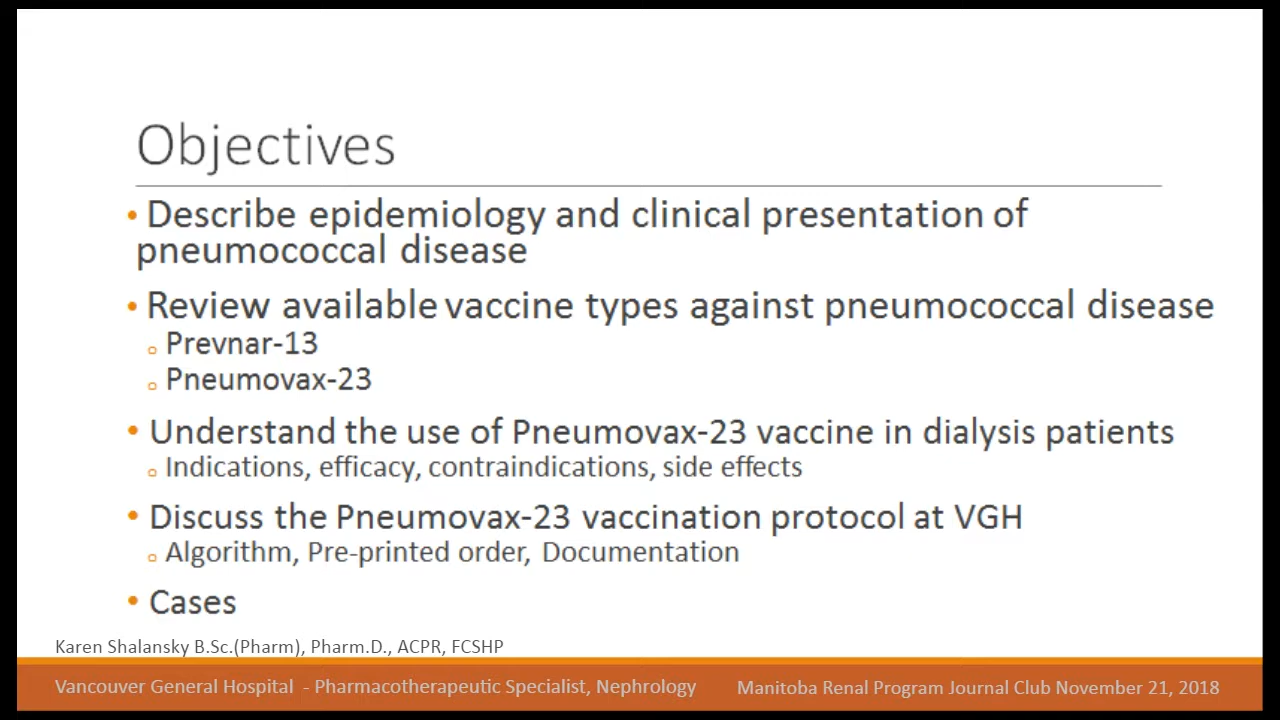 Objectives
• Describe epidemiology and clinical presentation of
pneumococcal disease
• Review available vaccine types against pneumococcal disease
o Prevnar-13
o Pneumovax-23
• Understand the use of Pneumovax-23 vaccine in dialysis patients
o Indications, efficacy, contraindications, side effects
• Discuss the Pneumovax-23 vaccination protocol at VGH
o Algorithm, Pre-printed order, Documentation
• Cases
Karen Shalansky B.Sc.(Pharm), Pharm.D., ACPR, FCSHP
Vancouver General Hospital - Pharmacotherapeutic Specialist, Nephrology Manitoba Renal Program Journal Club November 21, 2018